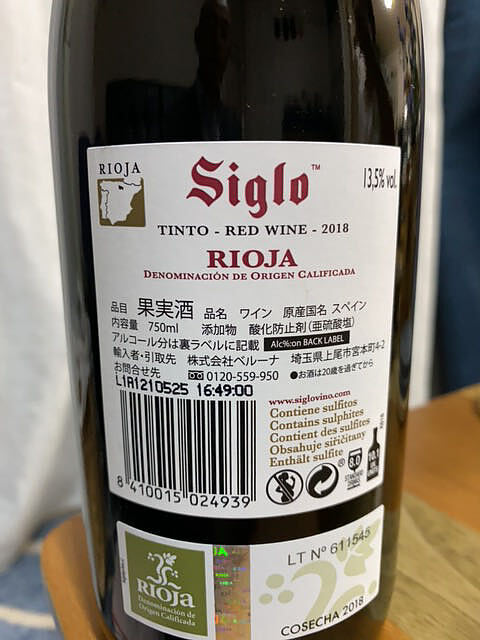 RIOJA
Siglo™
13,5% vol.
TINTO - RED WINE - 2018
RIOJA
DENOMINACIÓN DE ORIGEN CALIFICADA
品目 果実酒 品名 ワイン 原産国名 スペイン
内容量 750ml 添加物 酸化防止剤（亜硫酸塩）
アルコール分は裏ラベルに記載 Alc%:on BACK LABEL
輸入者・引取先 株式会社ベルーナ 埼玉県上尾市宮本町4-2
お問合せ先 0120-559-950 ●お酒は20歳を過ぎてから
L1A1210525 16:49:00
www.siglovino.com
Contiene sulfitos
Contains sulphites
Contient des sulfites
Obsahuje siřičitany
Enthält sulfite
8.0
10.1
8 410015 024939
LT Nº 611545
RIOJA
Denominación de
Origen Calificada
COSECHA 2018